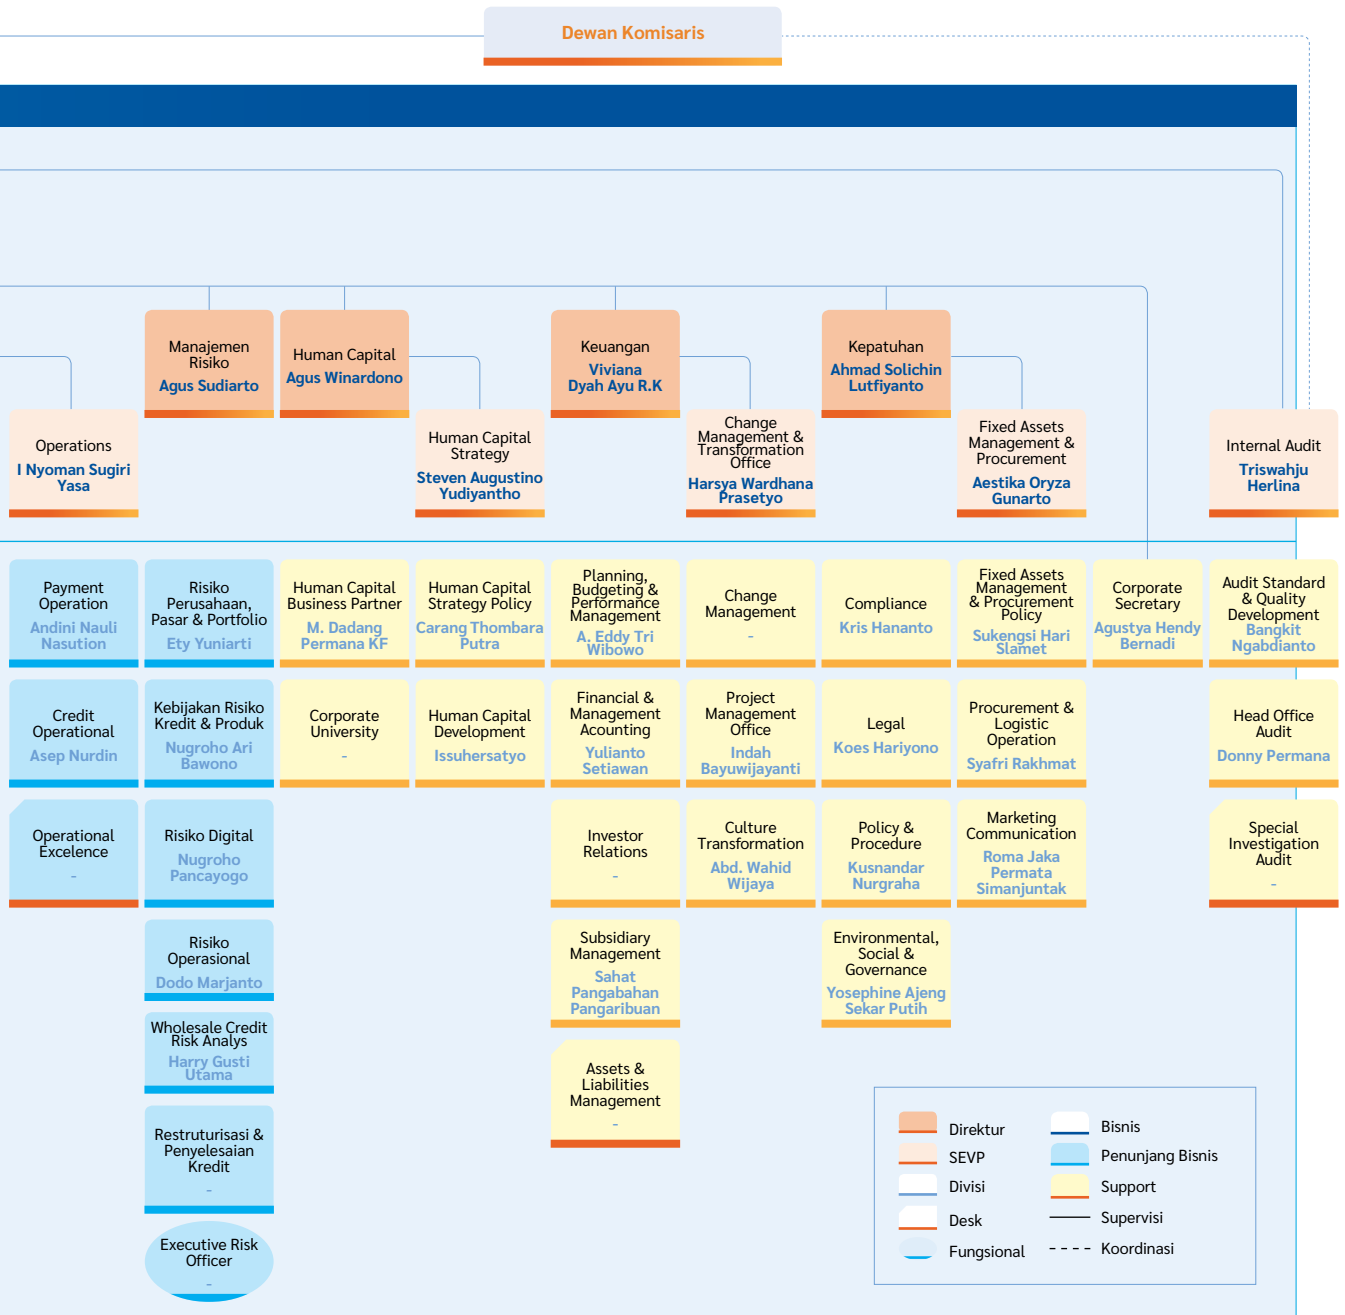 Dewan Komisaris
Manajemen
Risiko
Agus Sudiarto
Human Capital
Agus Winardono
Keuangan
Viviana
Dyah Ayu R.K
Kepatuhan
Ahmad Solichin
Lutfiyanto
Operations
I Nyoman Sugiri
Yasa
Human Capital
Strategy
Steven Augustino
Yudiyantho
Change
Management &
Transformation
Office
Harsya Wardhana
Prasetyo
Fixed Assets
Management &
Procurement
Aestika Oryza
Gunarto
Internal Audit
Triswahju
Herlina
Payment
Operation
Andini Nauli
Nasution
Risiko
Perusahaan,
Pasar & Portfolio
Ety Yuniarti
Human Capital
Business Partner
M. Dadang
Permana KF
Human Capital
Strategy Policy
Carang Thombara
Putra
Planning,
Budgeting &
Performance
Management
A. Eddy Tri
Wibowo
Change
Management
-
Compliance
Kris Hananto
Fixed Assets
Management
& Procurement
Policy
Sukengsi Hari
Slamet
Corporate
Secretary
Agustya Hendy
Bernadi
Audit Standard
& Quality
Development
Bangkit
Ngabdianto
Credit
Operational
Asep Nurdin
Kebijakan Risiko
Kredit & Produk
Nugroho Ari
Bawono
Corporate
University
-
Human Capital
Development
Issuhersatyo
Financial &
Management
Acounting
Yulianto
Setiawan
Project
Management
Office
Indah
Bayuwijayanti
Legal
Koes Hariyono
Procurement &
Logistic
Operation
Syafri Rakhmat
Head Office
Audit
Donny Permana
Operational
Excelence
-
Risiko Digital
Nugroho
Pancayogo
Investor
Relations
-
Culture
Transformation
Abd. Wahid
Wijaya
Policy &
Procedure
Kusnandar
Nurgraha
Marketing
Communication
Roma Jaka
Permata
Simanjuntak
Special
Investigation
Audit
-
Risiko
Operasional
Dodo Marjanto
Subsidiary
Management
Sahat
Pangabahan
Pangaribuan
Environmental,
Social &
Governance
Yosephine Ajeng
Sekar Putih
Wholesale Credit
Risk Analys
Harry Gusti
Utama
Assets &
Liabilities
Management
-
Restruturisasi &
Penyelesaian
Kredit
-
Executive Risk
Officer
-
Direktur
SEVP
Divisi
Desk
Fungsional
Bisnis
Penunjang Bisnis
Support
Supervisi
Koordinasi